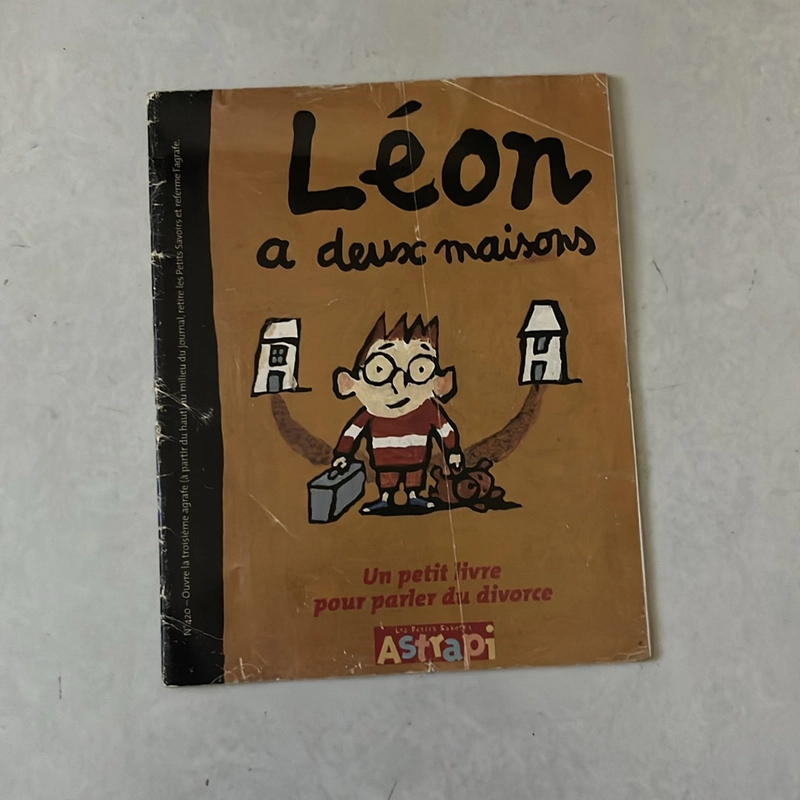 Léon
a deux maisons
Un petit livre
pour parler du divorce
Les Petits Savoirs
Astrapi
N°420 – Ouvre la troisième agrafe (à partir du haut) au milieu du journal, retire les Petits Savoirs et referme l'agrafe.